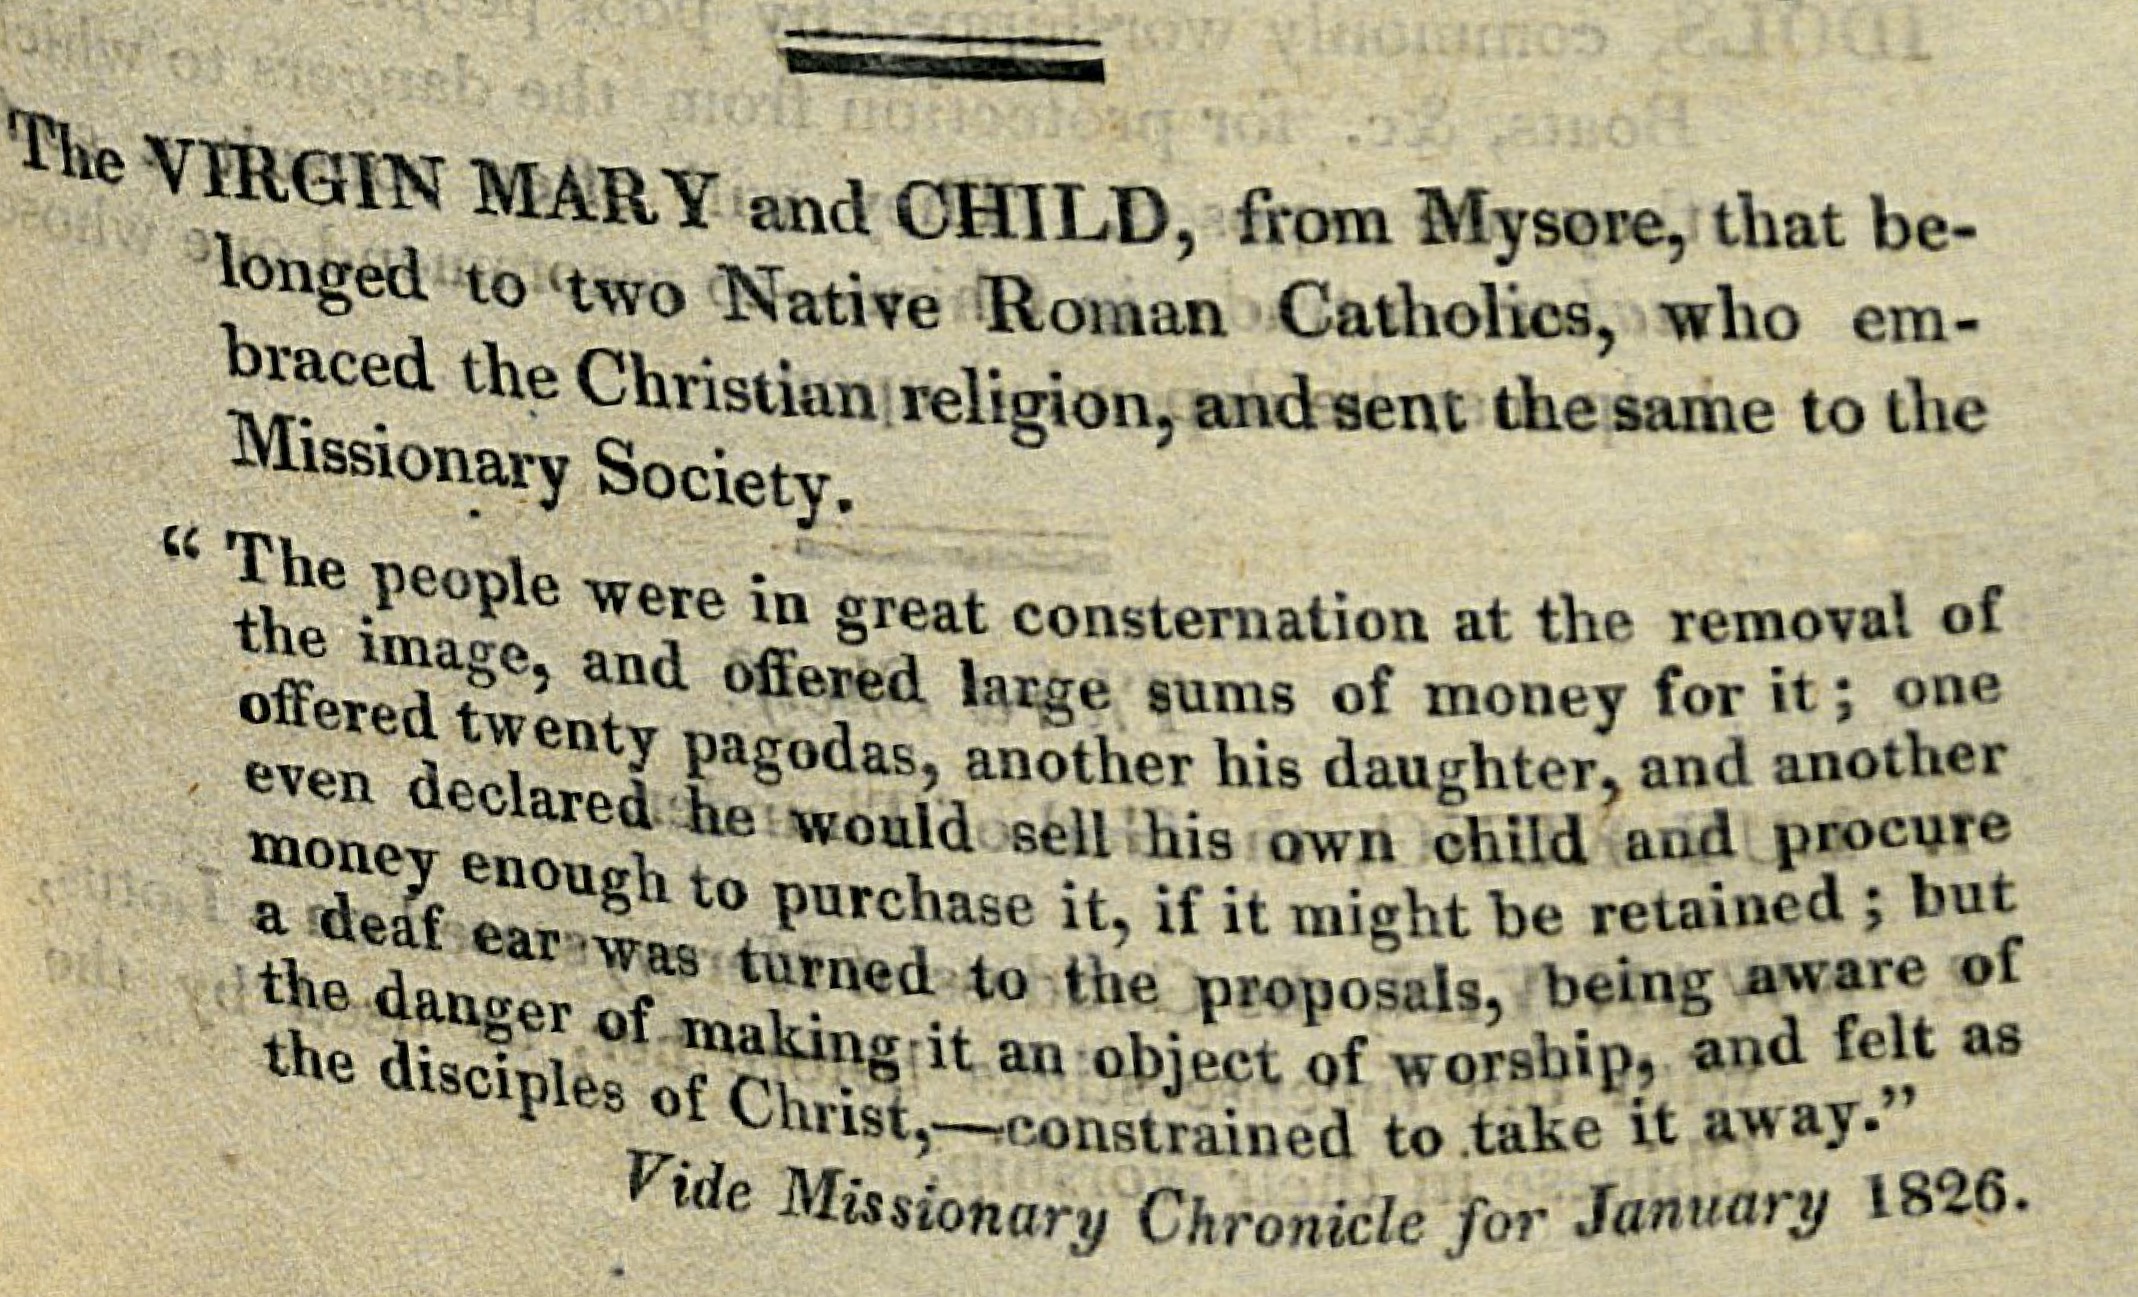 The VIRGIN MARY and CHILD, from Mysore, that be-
longed to two Native Roman Catholics, who em-
braced the Christian religion, and sent the same to the
Missionary Society.
“ The people were in great consternation at the removal of
the image, and offered large sums of money for it ; one
offered twenty pagodas, another his daughter, and another
even declared he would sell his own child and procure
money enough to purchase it, if it might be retained ; but
a deaf ear was turned to the proposals, being aware of
the danger of making it an object of worship, and felt as
the disciples of Christ,—constrained to take it away.”
Vide Missionary Chronicle for January 1826.